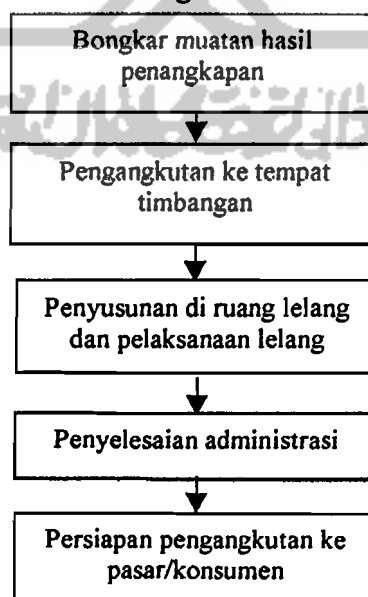 Bongkar muatan hasil
penangkapan
Pengangkutan ke tempat
timbangan
Penyusunan di ruang lelang
dan pelaksanaan lelang
Penyelesaian administrasi
Persiapan pengangkutan ke
pasar/konsumen